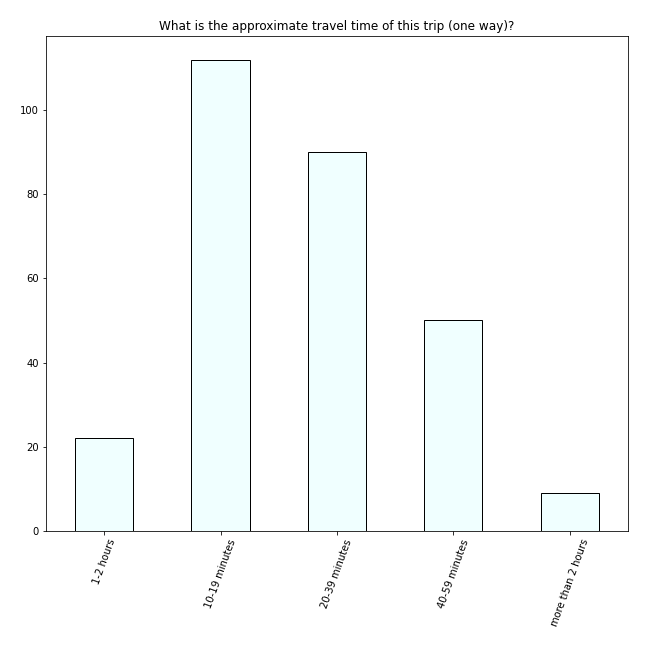 What is the approximate travel time of this trip (one way)?
100
80
60
40
20
0
1-2 hours
10-19 minutes
20-39 minutes
40-59 minutes
more than 2 hours